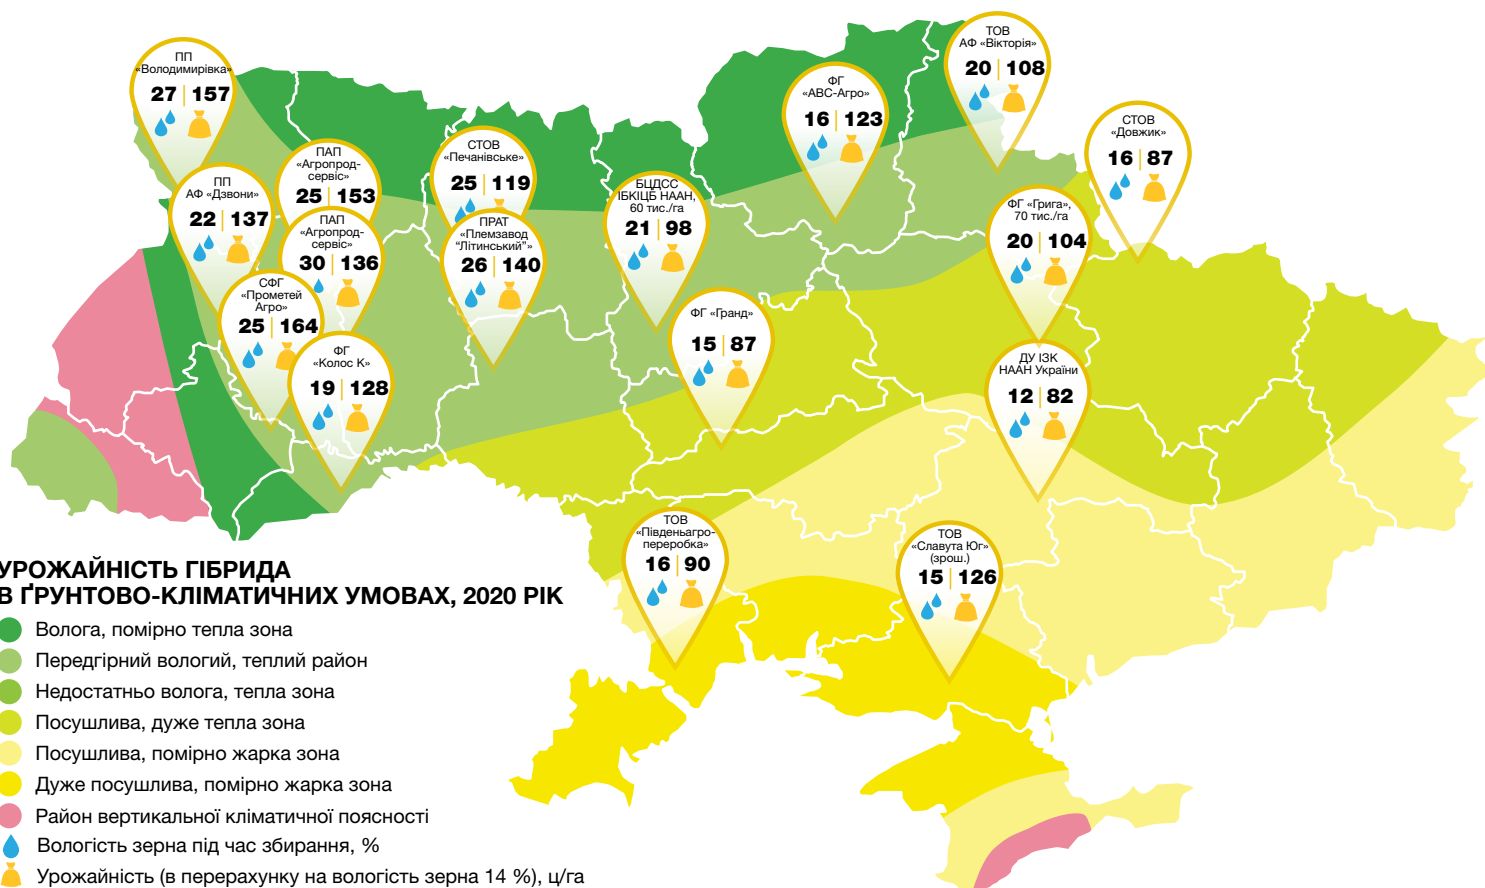 ПП
«Володимирівка»
27 | 157
ПП
АФ «Дзвони»
22 | 137
ПАП
«Агропрод-
сервіс»
25 | 153
ПАП
«Агропрод-
сервіс»
30 | 136
СФГ
«Прометей
Агро»
25 | 164
ФГ
«Колос К»
19 | 128
СТОВ
«Печанівське»
25 | 119
ПРАТ
«Племзавод
“Літинський”»
26 | 140
БЦДСС
ІБКІЦБ НААН,
60 тис./га
21 | 98
ФГ «Гранд»
15 | 87
ФГ
«АВС-Агро»
16 | 123
ТОВ
АФ «Вікторія»
20 | 108
СТОВ
«Довжик»
16 | 87
ФГ «Грига»,
70 тис./га
20 | 104
ДУ ІЗК
НААН України
12 | 82
ТОВ
«Південьагро-
переробка»
16 | 90
ТОВ
«Славута Юг»
(зрош.)
15 | 126
УРОЖАЙНІСТЬ ГІБРИДА
В ҐРУНТОВО-КЛІМАТИЧНИХ УМОВАХ, 2020 РІК
Волога, помірно тепла зона
Передгірний вологий, теплий район
Недостатньо волога, тепла зона
Посушлива, дуже тепла зона
Посушлива, помірно жарка зона
Дуже посушлива, помірно жарка зона
Район вертикальної кліматичної поясності
Вологість зерна під час збирання, %
Урожайність (в перерахунку на вологість зерна 14 %), ц/га